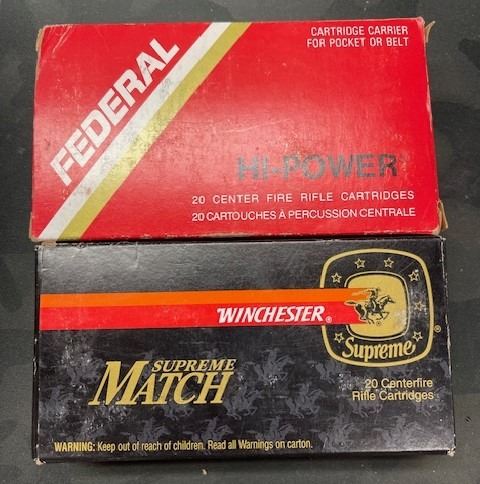 FEDERAL
CARTRIDGE CARRIER
FOR POCKET OR BELT
HI-POWER
20 CENTER FIRE RIFLE CARTRIDGES
20 CARTOUCHES À PERCUSSION CENTRALE
WINCHESTER®
Supreme®
SUPREME
MATCH
20 Centerfire
Rifle Cartridges
WARNING: Keep out of reach of children. Read all Warnings on carton.